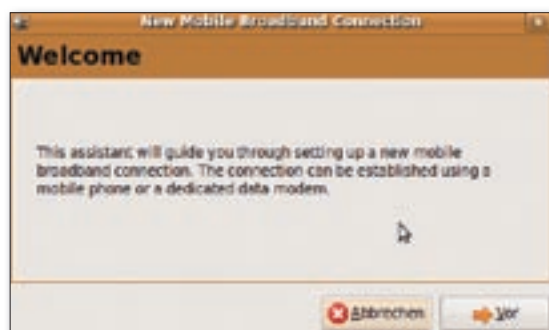 New Mobile Broadband Connection
Welcome
This assistant will guide you through setting up a new mobile
broadband connection. The connection can be established using a
mobile phone or a dedicated data modem.
Abbrechen
Vor